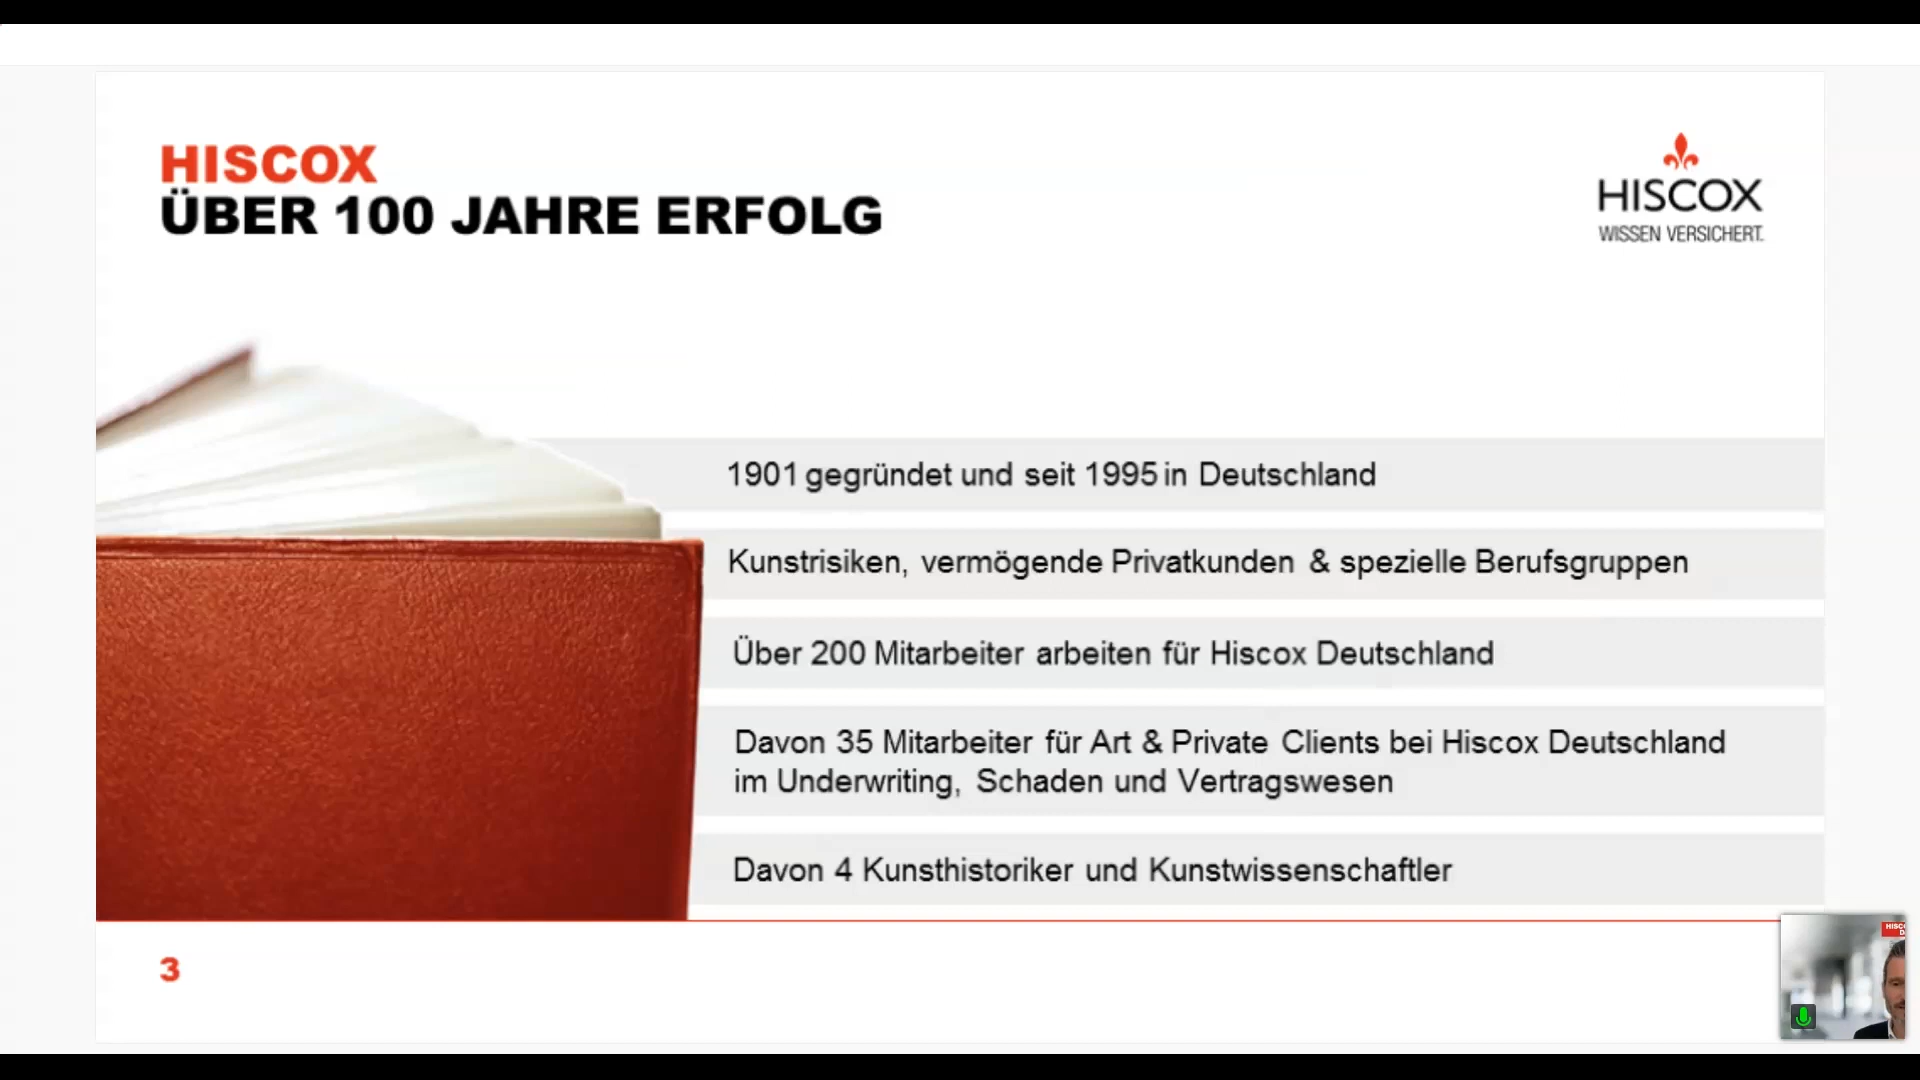 HISCOX
ÜBER 100 JAHRE ERFOLG
HISCOX
WISSEN VERSICHERT.
1901 gegründet und seit 1995 in Deutschland
Kunstrisiken, vermögende Privatkunden & spezielle Berufsgruppen
Über 200 Mitarbeiter arbeiten für Hiscox Deutschland
Davon 35 Mitarbeiter für Art & Private Clients bei Hiscox Deutschland
im Underwriting, Schaden und Vertragswesen
Davon 4 Kunsthistoriker und Kunstwissenschaftler
3